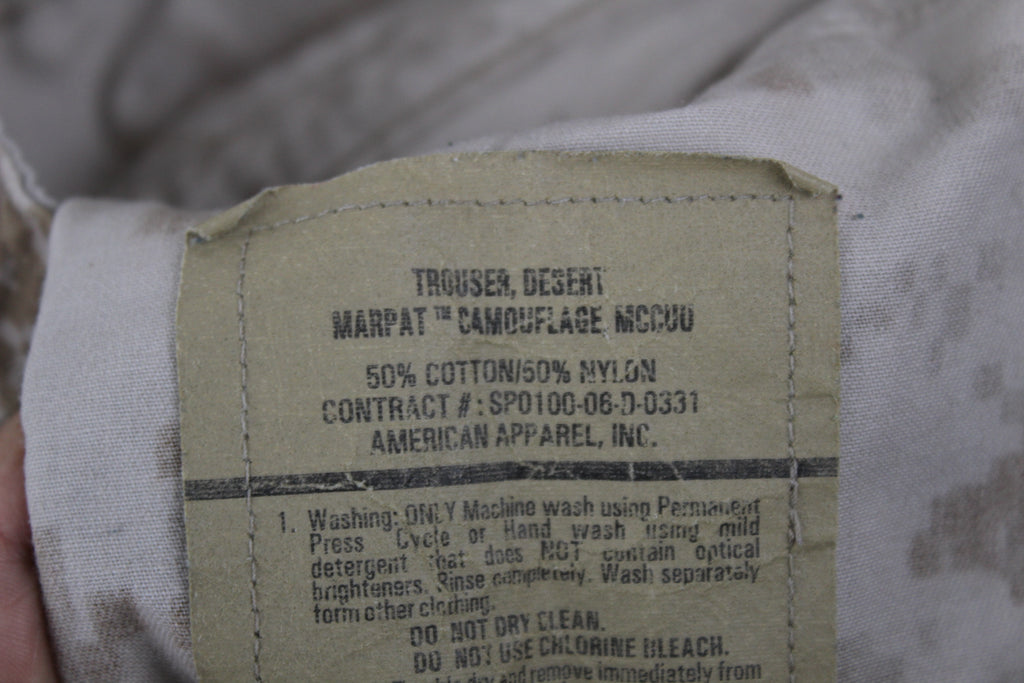 TROUSER, DESERT
MARPAT ™ CAMOUFLAGE, MCCUU
50% COTTON/50% NYLON
CONTRACT # : SP0100-06-D-0331
AMERICAN APPAREL, INC.
1. Washing: ONLY Machine wash using Permanent
Press Cycle or Hand wash using mild
detergent that does NOT contain optical
brighteners. Rinse completely. Wash separately
form other clothing.
DO NOT DRY CLEAN.
DO NOT USE CHLORINE BLEACH.
dry and remove immediately from